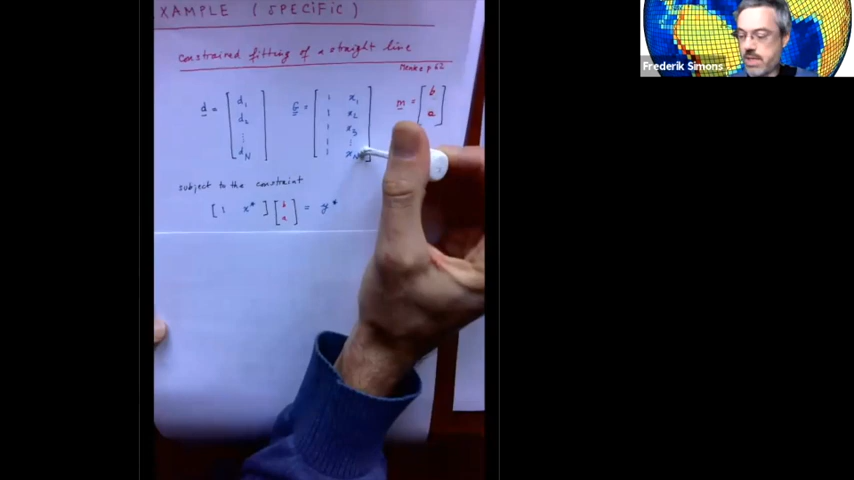 XAMPLE (SPECIFIC)
constrained fitting of a straight line
Menke p 62
d = [ d1 d2 ⋮ dN ] G = [ 1 x1 1 x2 1 x3 ⋮ ⋮ 1 xN ] m = [ b a ]
subject to the constraint
[ 1 x* ] [ b a ] = y*
Frederik Simons